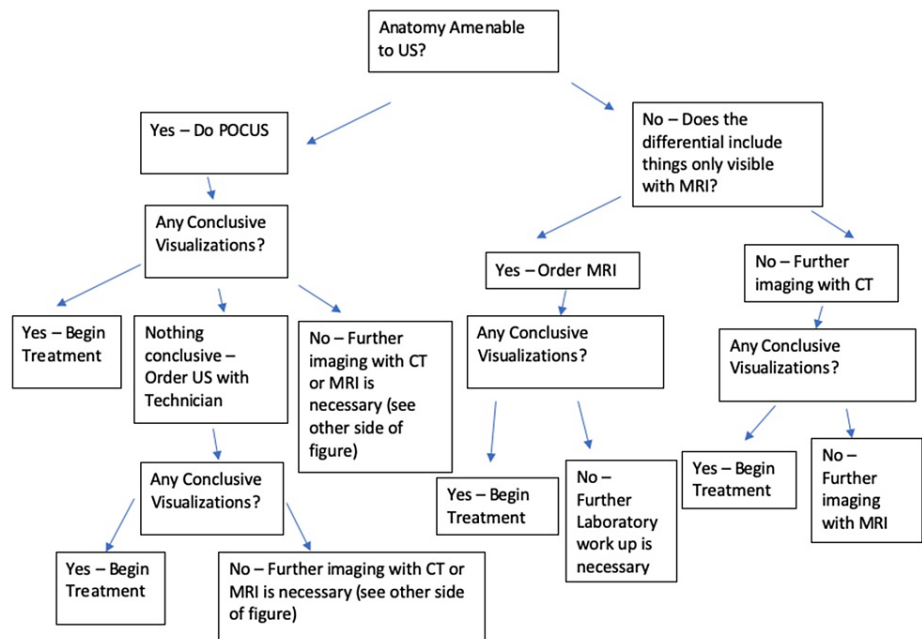 Anatomy Amenable
to US?
Yes – Do POCUS
No – Does the
differential include
things only visible
with MRI?
Any Conclusive
Visualizations?
Yes – Order MRI
No – Further
imaging with CT
Yes – Begin
Treatment
Nothing
conclusive –
Order US with
Technician
No – Further
imaging with CT
or MRI is
necessary (see
other side of
figure)
Any Conclusive
Visualizations?
Any Conclusive
Visualizations?
Any Conclusive
Visualizations?
Yes – Begin
Treatment
No –
Further
Laboratory
work up is
necessary
Yes – Begin
Treatment
No –
Further
imaging
with MRI
Yes – Begin
Treatment
No – Further imaging with CT or
MRI is necessary (see other side
of figure)